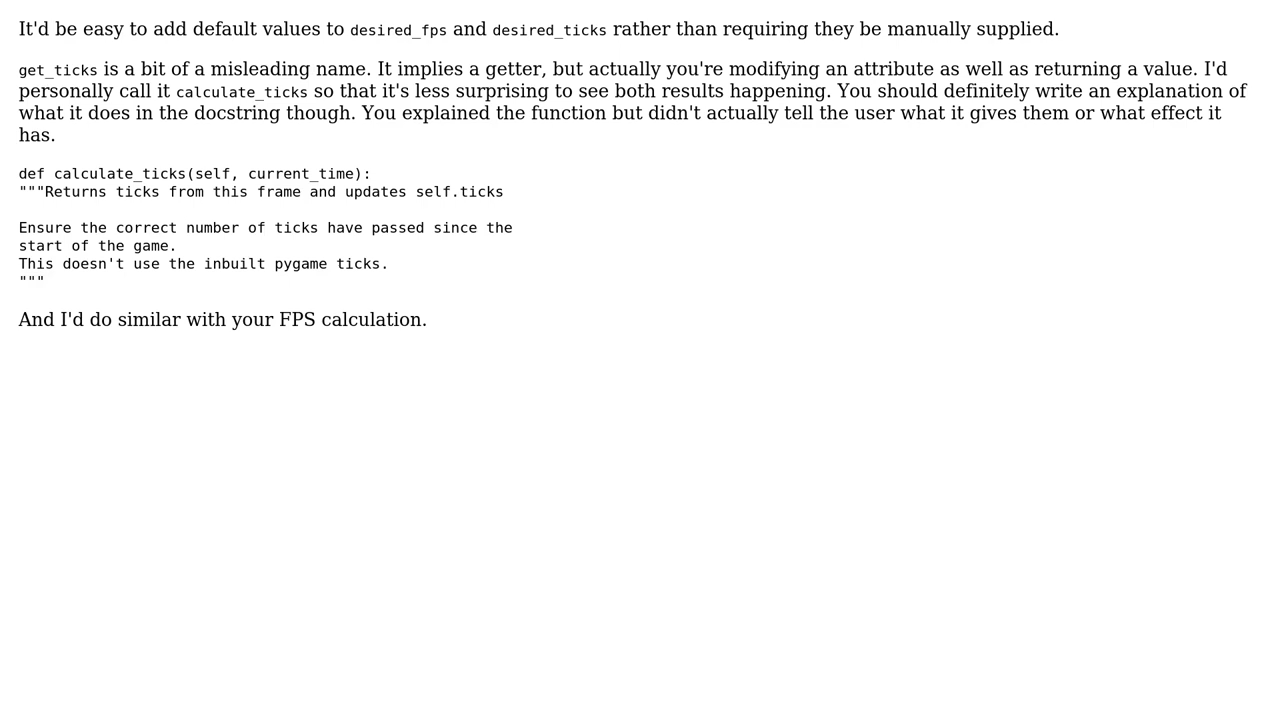 It'd be easy to add default values to desired_fps and desired_ticks rather than requiring they be manually supplied.
get_ticks is a bit of a misleading name. It implies a getter, but actually you're modifying an attribute as well as returning a value. I'd
personally call it calculate_ticks so that it's less surprising to see both results happening. You should definitely write an explanation of
what it does in the docstring though. You explained the function but didn't actually tell the user what it gives them or what effect it
has.
def calculate_ticks(self, current_time):
"""Returns ticks from this frame and updates self.ticks
Ensure the correct number of ticks have passed since the
start of the game.
This doesn't use the inbuilt pygame ticks.
"""
And I'd do similar with your FPS calculation.